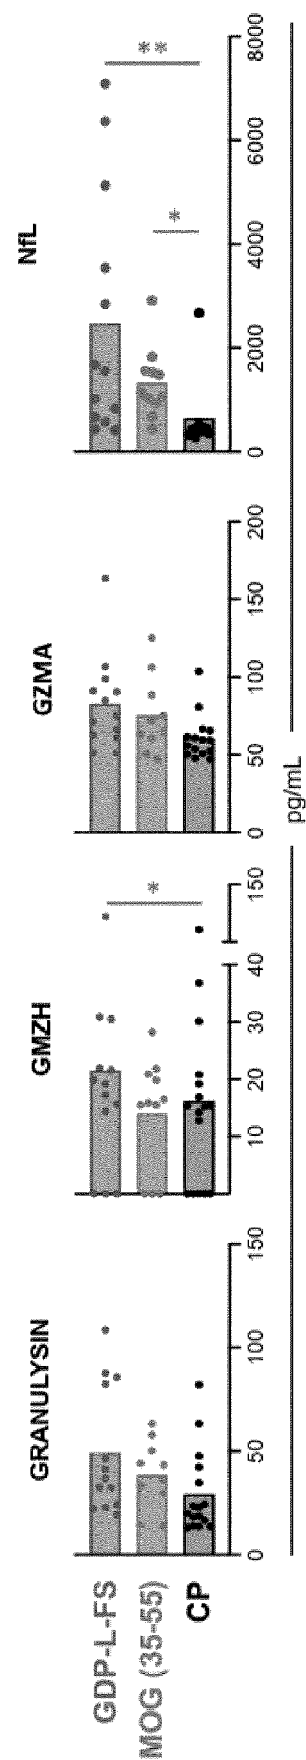 GRANULYSIN
GMZH
GZMA
NfL
GDP-L-FS
MOG (35-55)
CP
*
*
**
0 50 100 150
10 20 30 40 150
0 50 100 150 200
0 2000 4000 6000 8000
pg/mL